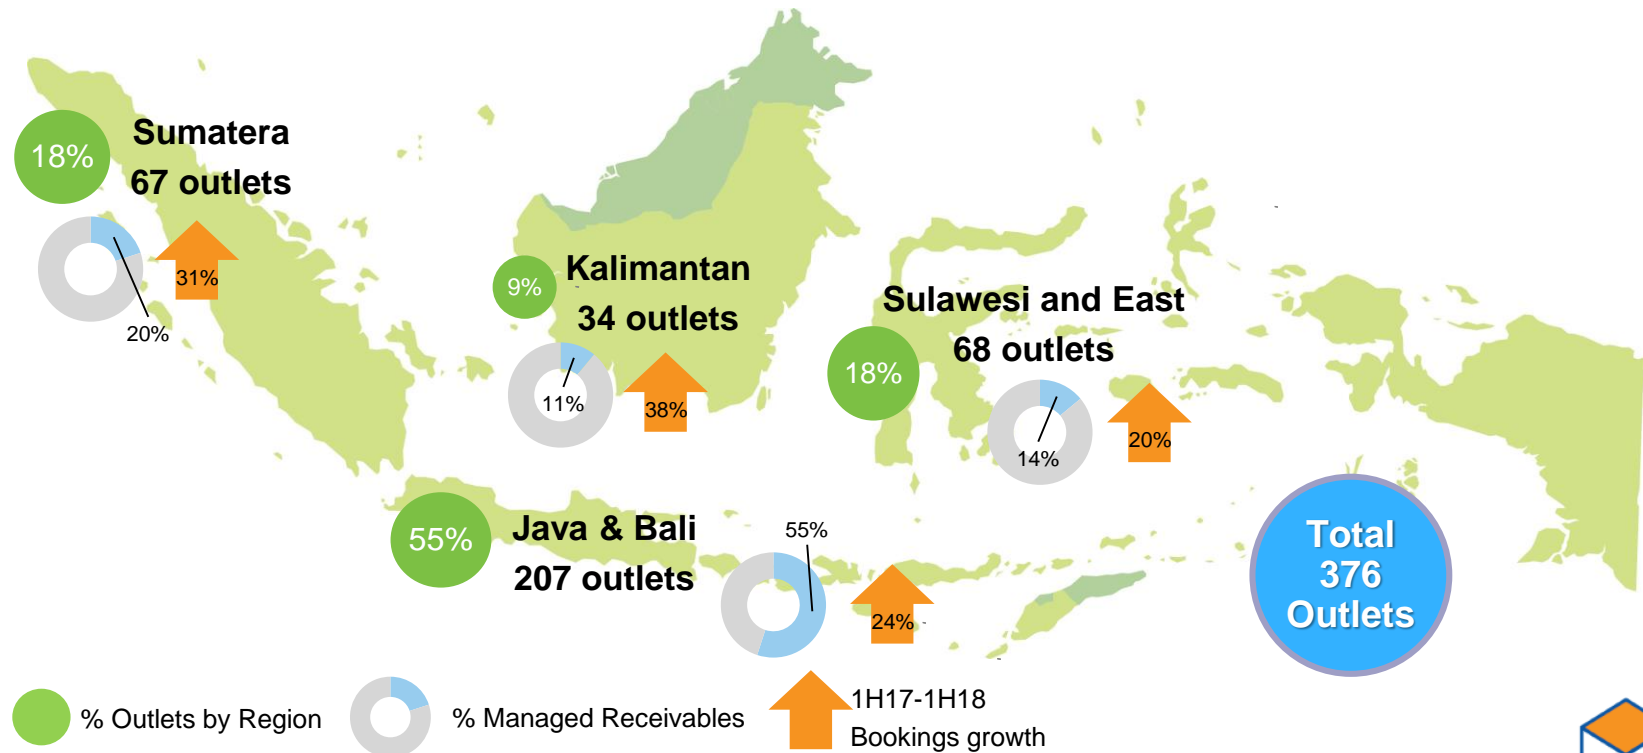 18%
Sumatera
67 outlets
20%
31%
9%
Kalimantan
34 outlets
11%
38%
Sulawesi and East
68 outlets
18%
14%
20%
55%
Java & Bali
207 outlets
55%
24%
Total
376
Outlets
% Outlets by Region
% Managed Receivables
1H17-1H18
Bookings growth